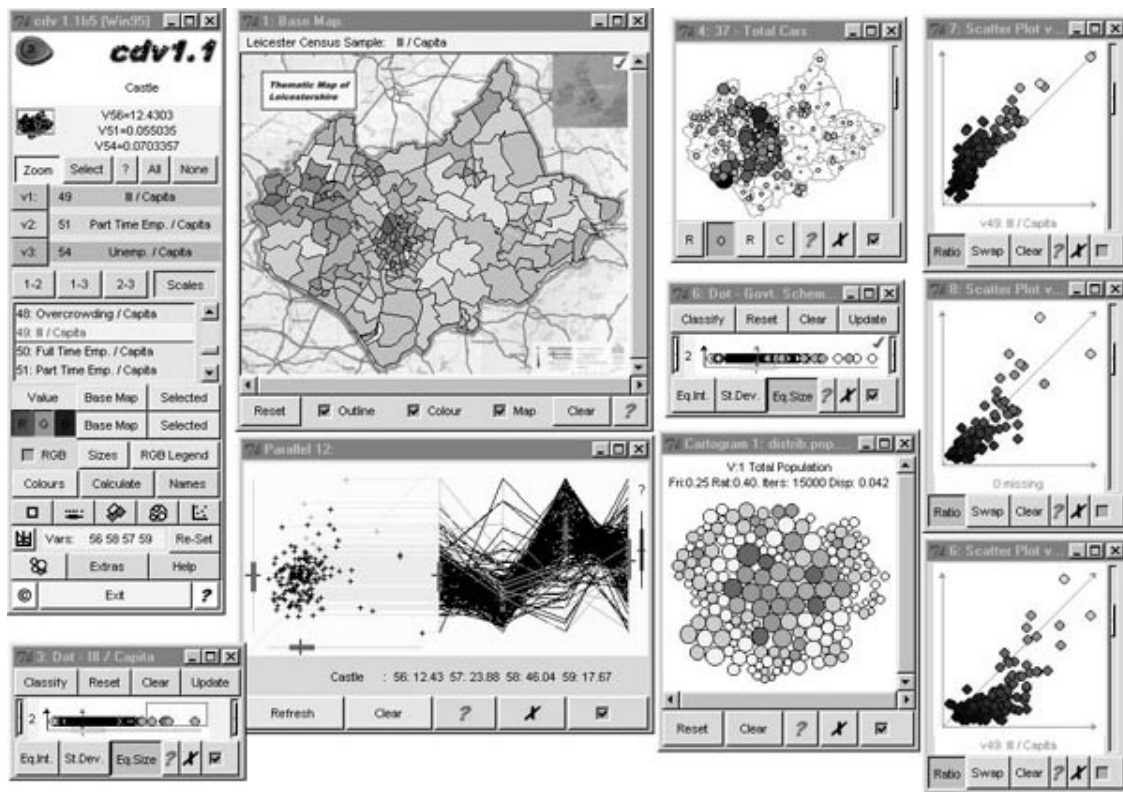 cdv 1.1b5 (Win95)
cdv1.1
Castle
V56=12.4303
V51=0.055035
V54=0.0703357
Zoom Select ? All None
v1: 49 Ill / Capita
v2: 51 Part Time Emp. / Capita
v3: 54 Unemp. / Capita
1-2 1-3 2-3 Scales
48: Overcrowding / Capita
49: Ill / Capita
50: Full Time Emp. / Capita
51: Part Time Emp. / Capita
Value Base Map Selected
R G B Base Map Selected
RGB Sizes RGB Legend
Colours Calculate Names
Vars: 56 58 57 59 Re-Set
Extras Help
© Exit ?
3: Dot - Ill / Capita
Classify Reset Clear Update
2
Eq.Int. St.Dev. Eq.Size ? X
1: Base Map
Leicester Census Sample: Ill / Capita
Thematic Map of
Leicestershire
Reset Outline Colour Map Clear ?
Parallel 12:
?
Castle : 56: 12.43 57: 23.88 58: 46.04 59: 17.67
Refresh Clear ? X
4: 37 - Total Cars
R O R C ? X
6: Dot - Govt. Schem...
Classify Reset Clear Update
2
Eq.Int. St.Dev. Eq.Size ? X
Cartogram 1: distrib.pop....
V:1 Total Population
Fri:0.25 Rat:0.40. Iters: 15000 Disp: 0.042
Reset Clear ? X
7: Scatter Plot v...
v49: Ill / Capita
Ratio Swap Clear ? X
8: Scatter Plot v...
0 missing
Ratio Swap Clear ? X
6: Scatter Plot v...
v49: Ill / Capita
Ratio Swap Clear ? X